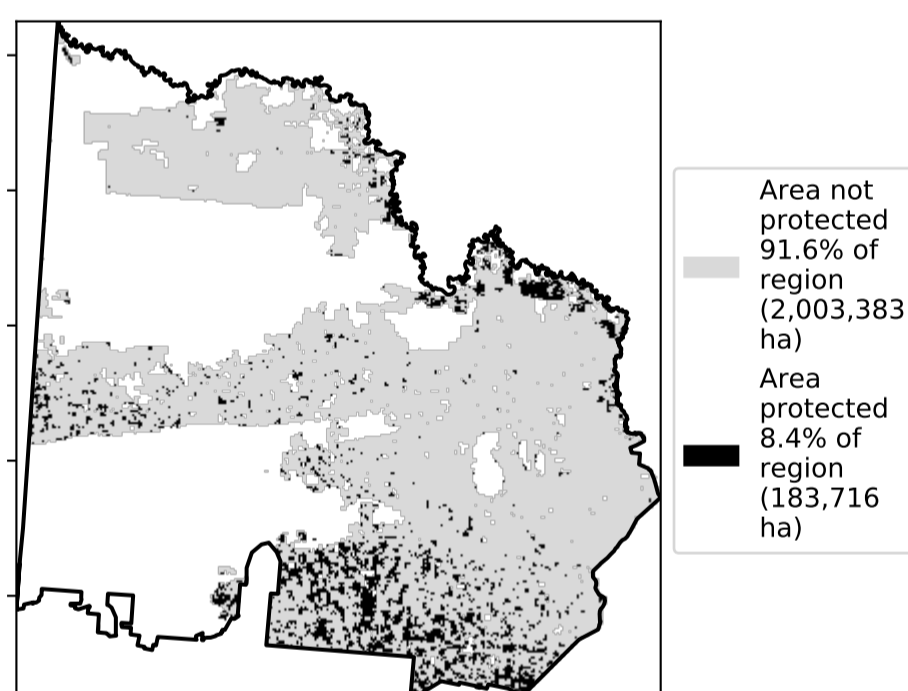 Area not
protected
91.6% of
region
(2,003,383
ha)
Area
protected
8.4% of
region
(183,716
ha)